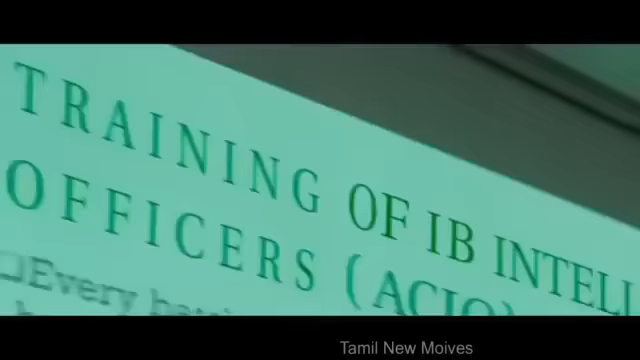 TRAINING OF IB INTELL
OFFICERS (ACIO)
Every
Tamil New Moives